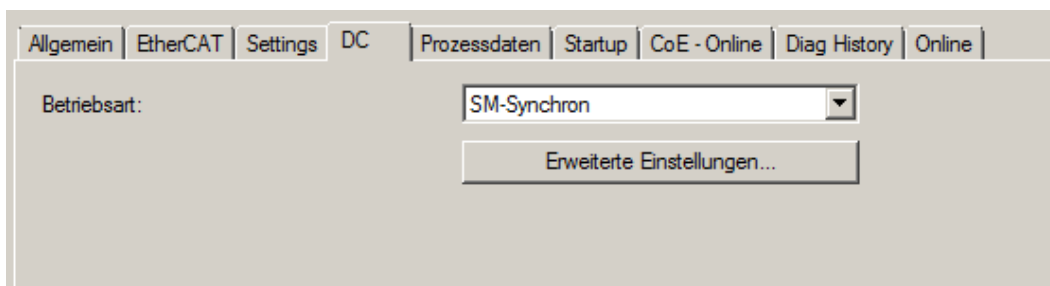 Allgemein EtherCAT Settings DC Prozessdaten Startup CoE - Online Diag History Online
Betriebsart: SM-Synchron
Erweiterte Einstellungen...